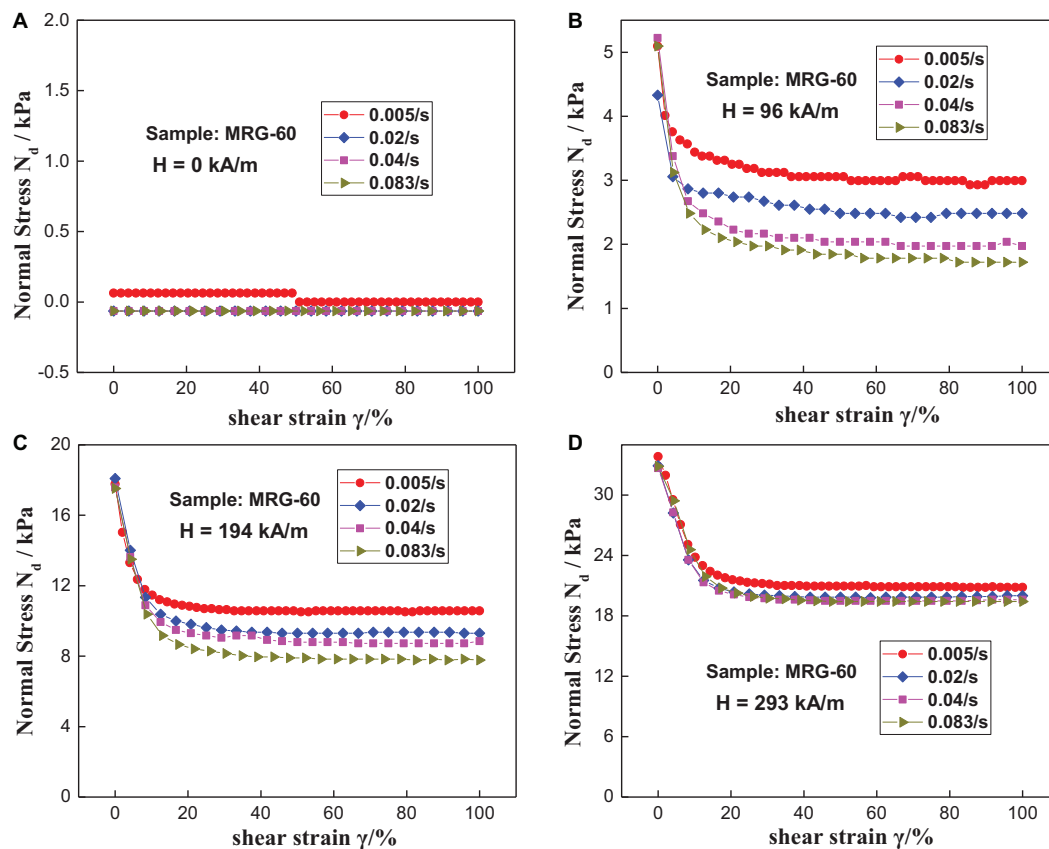 A
2.0
1.5
1.0
0.5
0.0
-0.5
Normal Stress N_d / kPa
Sample: MRG-60
H = 0 kA/m
0.005/s
0.02/s
0.04/s
0.083/s
0 20 40 60 80 100
shear strain γ/%
B
5
4
3
2
1
0
Normal Stress N_d / kPa
Sample: MRG-60
H = 96 kA/m
0.005/s
0.02/s
0.04/s
0.083/s
0 20 40 60 80 100
shear strain γ/%
C
20
16
12
8
4
0
Normal Stress N_d / kPa
Sample: MRG-60
H = 194 kA/m
0.005/s
0.02/s
0.04/s
0.083/s
0 20 40 60 80 100
shear strain γ/%
D
30
24
18
12
6
0
Normal Stress N_d / kPa
Sample: MRG-60
H = 293 kA/m
0.005/s
0.02/s
0.04/s
0.083/s
0 20 40 60 80 100
shear strain γ/%